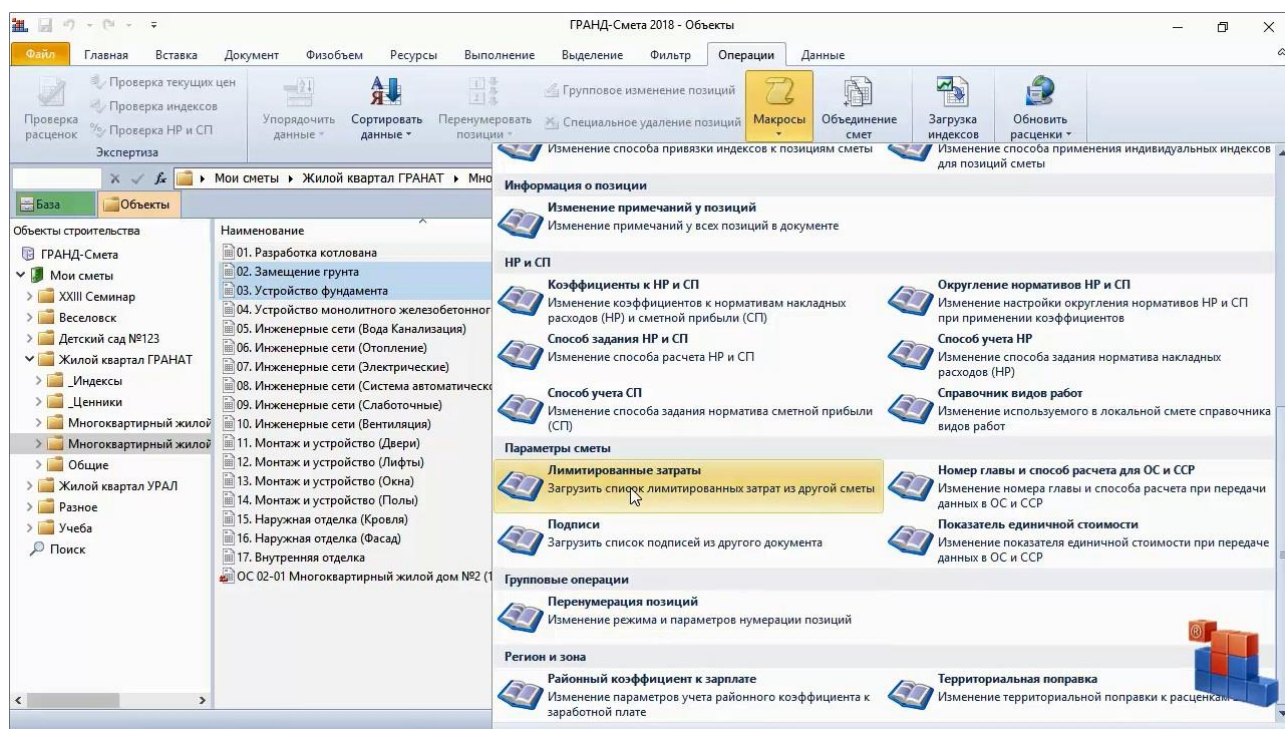 ГРАНД-Смета 2018 - Объекты
Файл Главная Вставка Документ Физобъем Ресурсы Выполнение Выделение Фильтр Операции Данные
Проверка расценок
Проверка текущих цен
Проверка индексов
Проверка НР и СП
Экспертиза
Упорядочить данные
Сортировать данные
Перенумеровать позиции
Групповое изменение позиций
Специальное удаление позиций
Макросы
Объединение смет
Загрузка индексов
Обновить расценки
fx Мои сметы Жилой квартал ГРАНАТ Мно
База Объекты
Объекты строительства
ГРАНД-Смета
Мои сметы
XXIII Семинар
Веселовск
Детский сад №123
Жилой квартал ГРАНАТ
_Индексы
_Ценники
Многоквартирный жилой
Многоквартирный жилой
Общие
Жилой квартал УРАЛ
Разное
Учеба
Поиск
Наименование
01. Разработка котлована
02. Замещение грунта
03. Устройство фундамента
04. Устройство монолитного железобетонног
05. Инженерные сети (Вода Канализация)
06. Инженерные сети (Отопление)
07. Инженерные сети (Электрические)
08. Инженерные сети (Система автоматическо
09. Инженерные сети (Слаботочные)
10. Инженерные сети (Вентиляция)
11. Монтаж и устройство (Двери)
12. Монтаж и устройство (Лифты)
13. Монтаж и устройство (Окна)
14. Монтаж и устройство (Полы)
15. Наружная отделка (Кровля)
16. Наружная отделка (Фасад)
17. Внутренняя отделка
ОС 02-01 Многоквартирный жилой дом №2 (1
Изменение способа привязки индексов к позициям сметы
Изменение способа применения индивидуальных индексов
для позиций сметы
Информация о позиции
Изменение примечаний у позиций
Изменение примечаний у всех позиций в документе
НР и СП
Коэффициенты к НР и СП
Изменение коэффициентов к нормативам накладных
расходов (НР) и сметной прибыли (СП)
Округление нормативов НР и СП
Изменение настройки округления нормативов НР и СП
при применении коэффициентов
Способ задания НР и СП
Изменение способа расчета НР и СП
Способ учета НР
Изменение способа задания норматива накладных
расходов (НР)
Способ учета СП
Изменение способа задания норматива сметной прибыли
(СП)
Справочник видов работ
Изменение используемого в локальной смете справочника
видов работ
Параметры сметы
Лимитированные затраты
Загрузить список лимитированных затрат из другой сметы
Номер главы и способ расчета для ОС и ССР
Изменение номера главы и способа расчета при передачи
данных в ОС и ССР
Подписи
Загрузить список подписей из другого документа
Показатель единичной стоимости
Изменение показателя единичной стоимости при передаче
данных в ОС и ССР
Групповые операции
Перенумерация позиций
Изменение режима и параметров нумерации позиций
Регион и зона
Районный коэффициент к зарплате
Изменение параметров учета районного коэффициента к
заработной плате
Территориальная поправка
Изменение территориальной поправки к расценкам